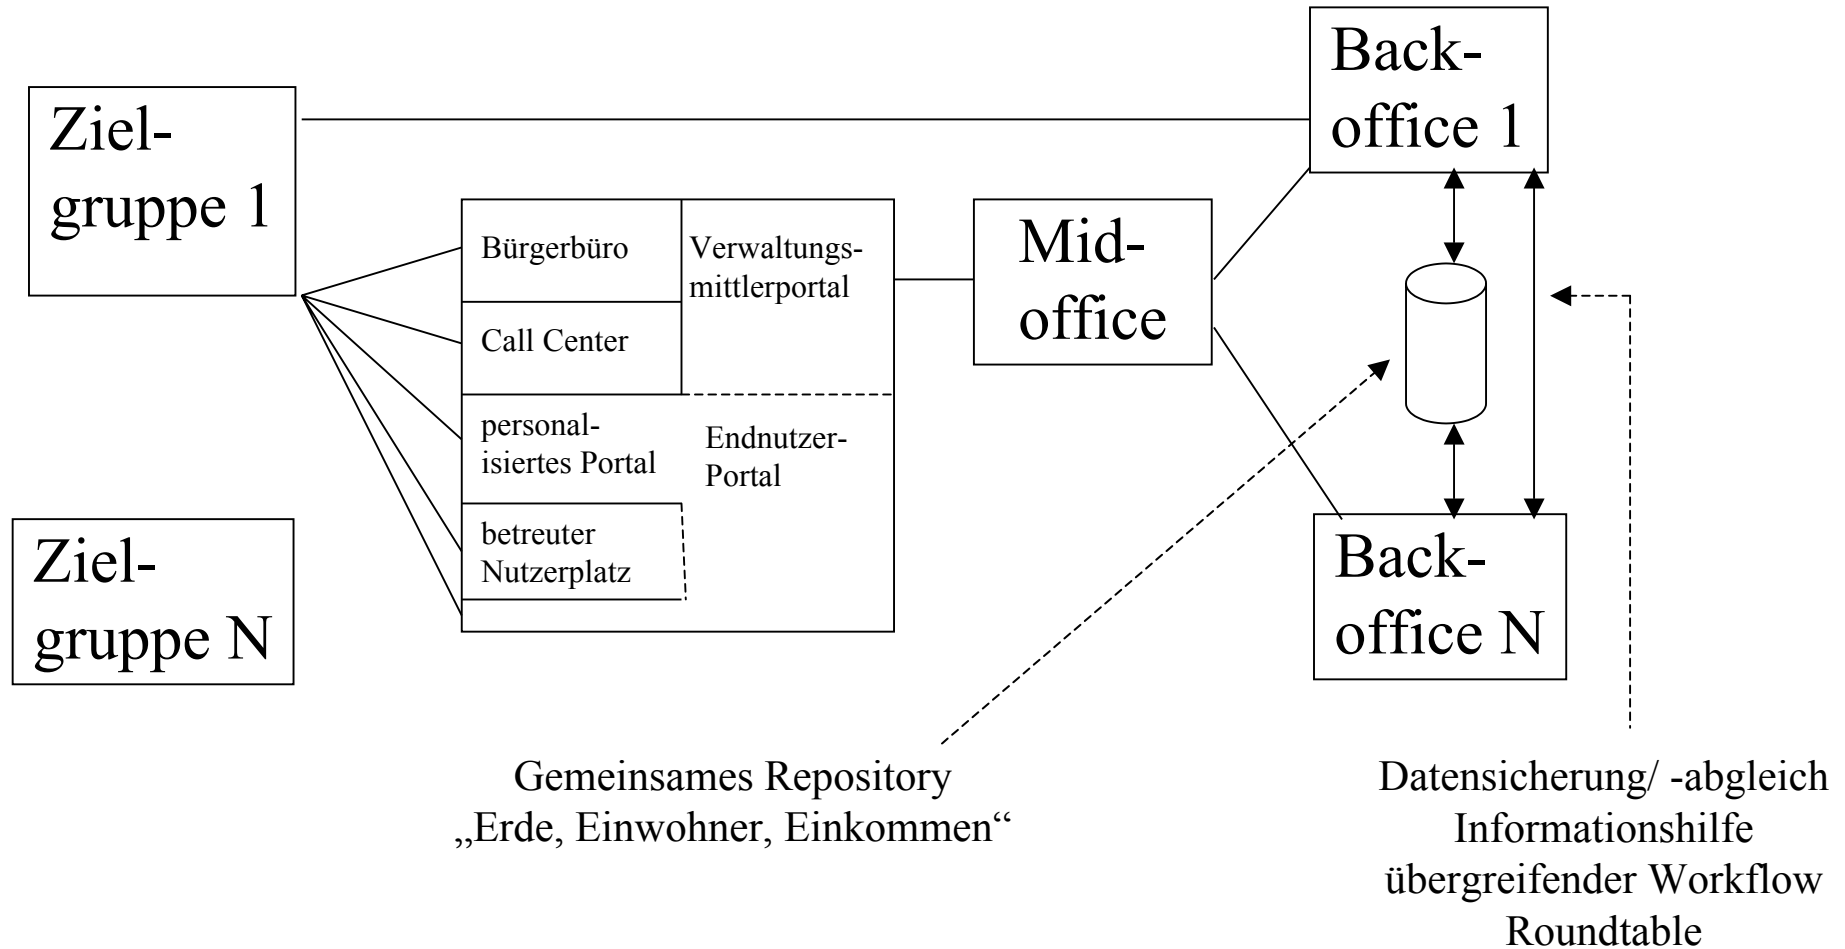 Back-
office 1
Ziel-
gruppe 1
Bürgerbüro
Verwaltungs-
mittlerportal
Call Center
personal-
isiertes Portal
Endnutzer-
Portal
betreuter
Nutzerplatz
Mid-
office
Ziel-
gruppe N
Back-
office N
Gemeinsames Repository
„Erde, Einwohner, Einkommen“
Datensicherung/ -abgleich
Informationshilfe
übergreifender Workflow
Roundtable